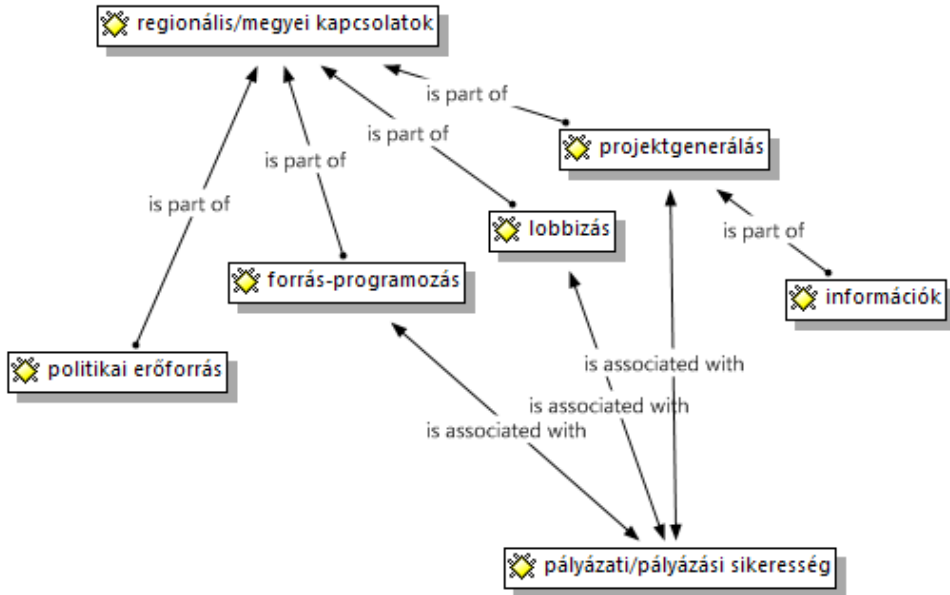 regionális/megyei kapcsolatok
is part of
projektgenerálás
is part of
is part of
is part of
lobbizás
is part of
forrás-programozás
információk
politikai erőforrás
is associated with
is associated with
is associated with
pályázati/pályázási sikeresség